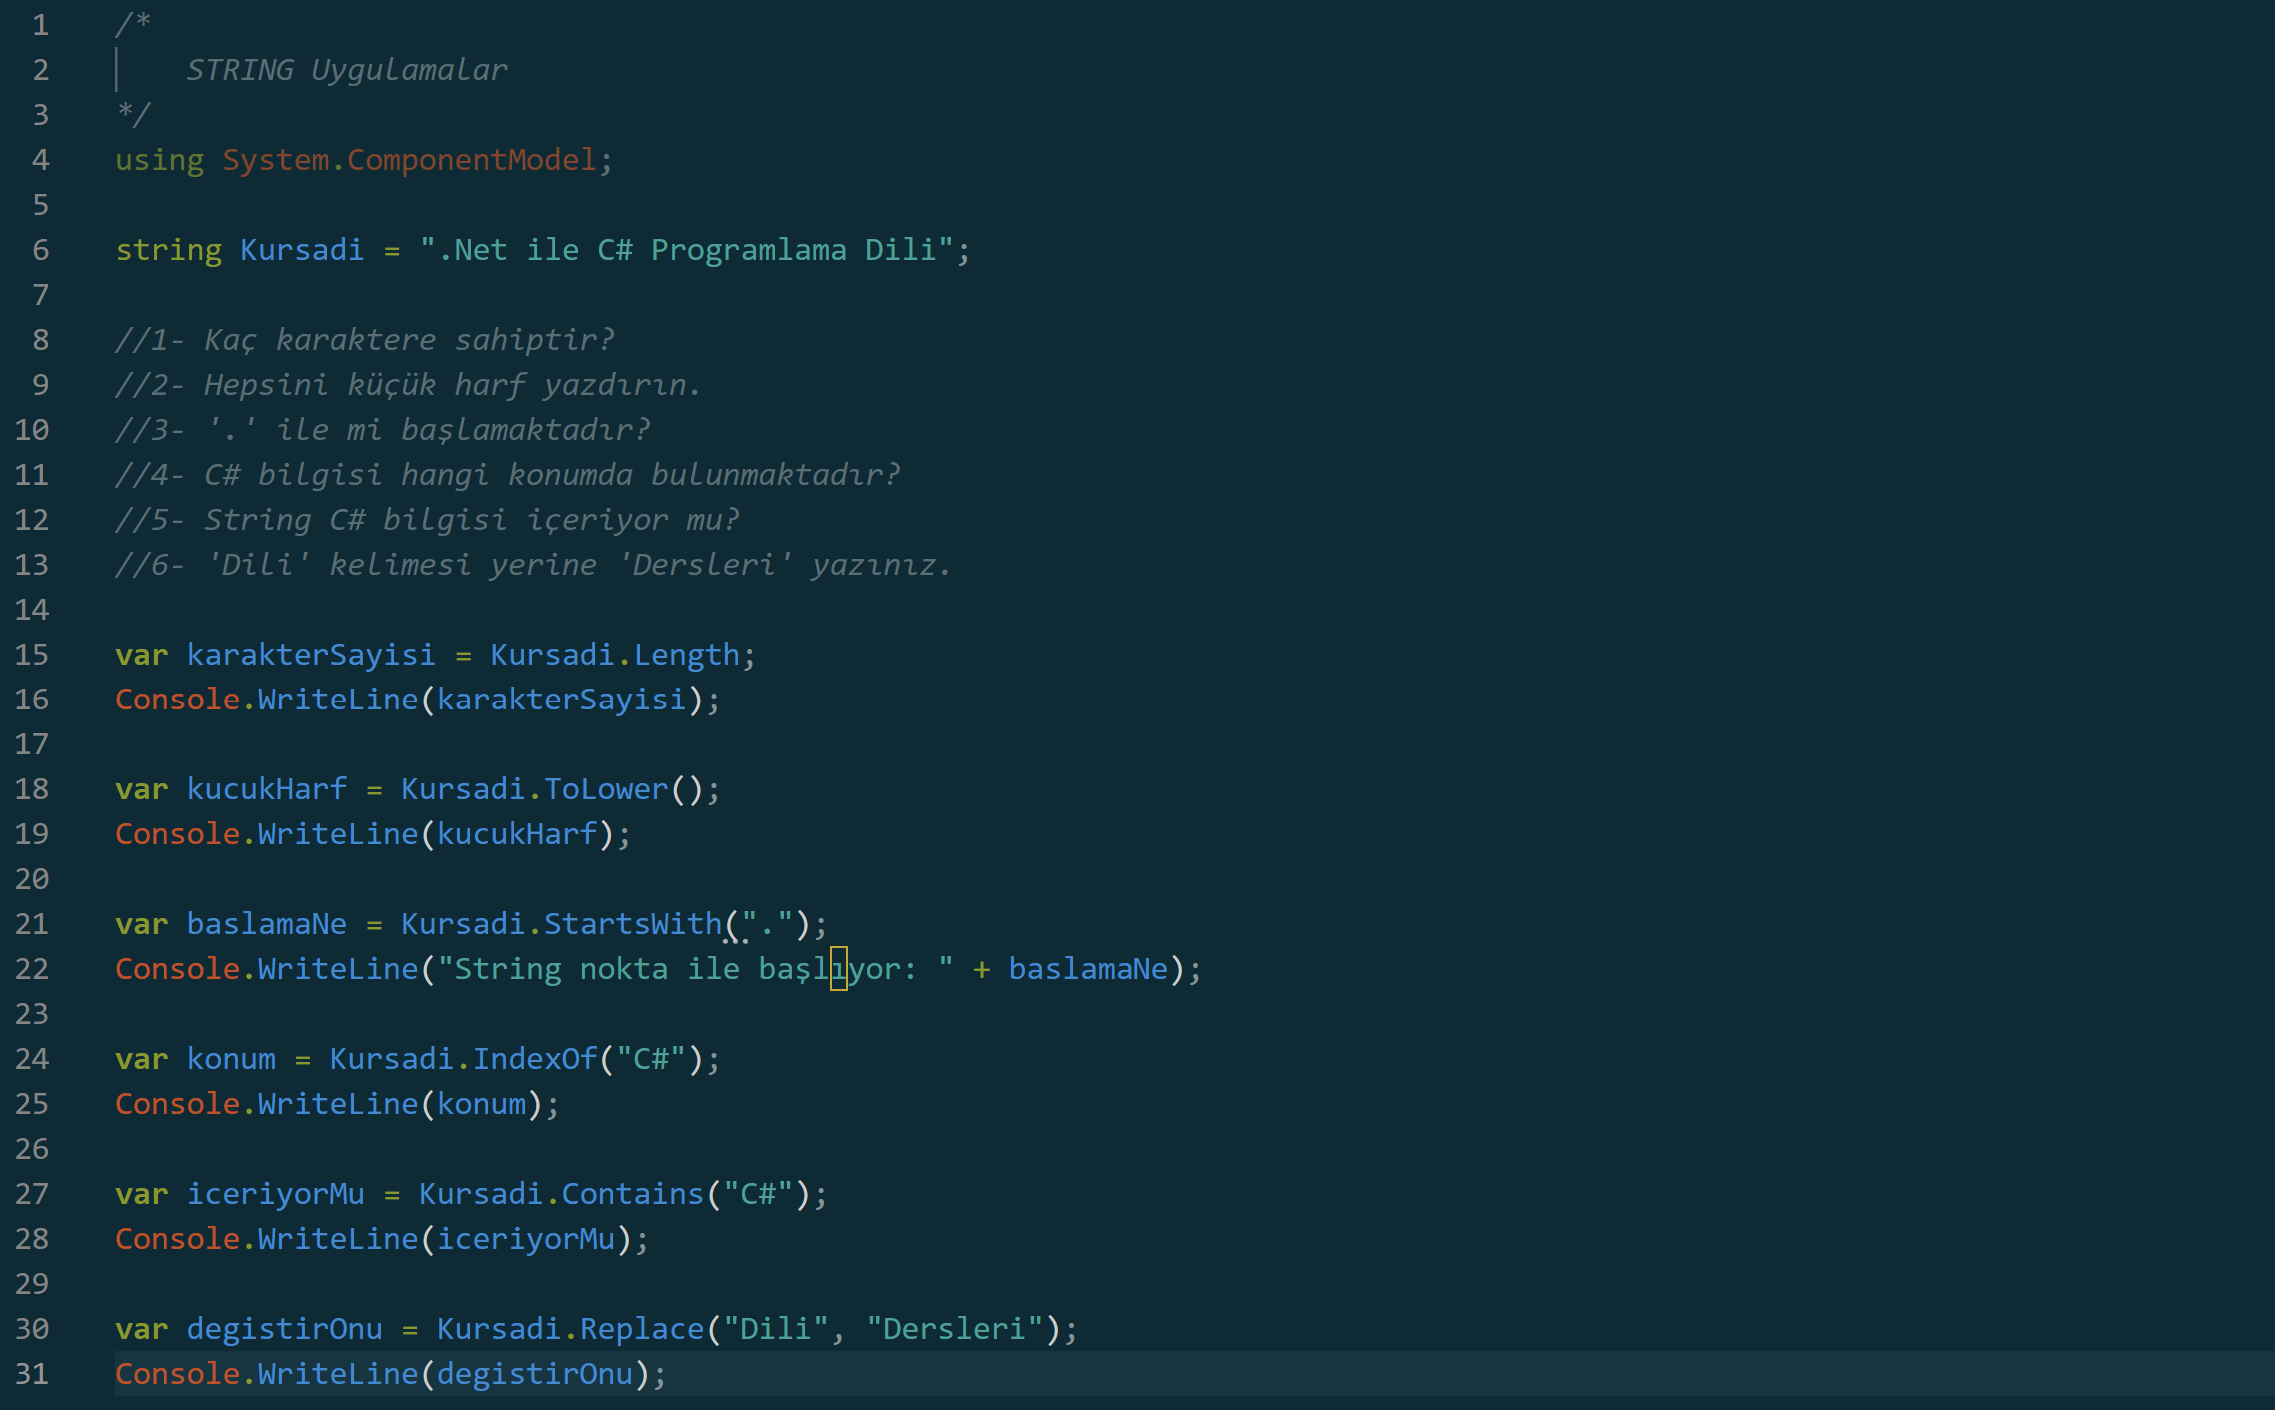 1 /*
2     STRING Uygulamalar
3 */
4 using System.ComponentModel;
5
6 string Kursadi = ".Net ile C# Programlama Dili";
7
8 //1- Kaç karaktere sahiptir?
9 //2- Hepsini küçük harf yazdırın.
10 //3- '.' ile mi başlamaktadır?
11 //4- C# bilgisi hangi konumda bulunmaktadır?
12 //5- String C# bilgisi içeriyor mu?
13 //6- 'Dili' kelimesi yerine 'Dersleri' yazınız.
14
15 var karakterSayisi = Kursadi.Length;
16 Console.WriteLine(karakterSayisi);
17
18 var kucukHarf = Kursadi.ToLower();
19 Console.WriteLine(kucukHarf);
20
21 var baslamaNe = Kursadi.StartsWith(".");
22 Console.WriteLine("String nokta ile başlıyor: " + baslamaNe);
23
24 var konum = Kursadi.IndexOf("C#");
25 Console.WriteLine(konum);
26
27 var iceriyorMu = Kursadi.Contains("C#");
28 Console.WriteLine(iceriyorMu);
29
30 var degistirOnu = Kursadi.Replace("Dili", "Dersleri");
31 Console.WriteLine(degistirOnu);